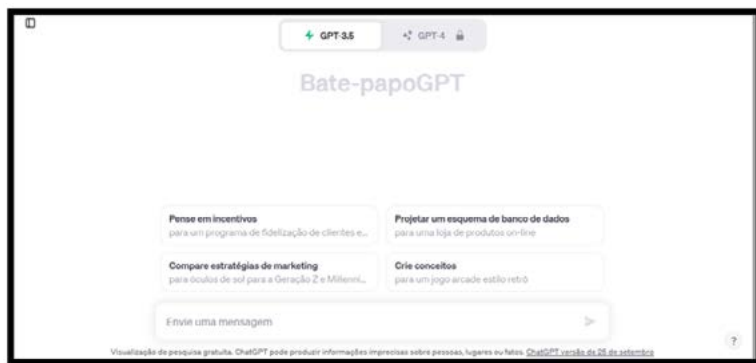 GPT-3.5
GPT-4
Bate-papoGPT
Pense em incentivos
para um programa de fidelização de clientes e...
Projetar um esquema de banco de dados
para uma loja de produtos on-line
Compare estratégias de marketing
para óculos de sol para a Geração Z e Millenni...
Crie conceitos
para um jogo arcade estilo retrô
Envie uma mensagem
?
Visualização de pesquisa gratuita. ChatGPT pode produzir informações imprecisas sobre pessoas, lugares ou fatos. ChatGPT versão de 25 de setembro